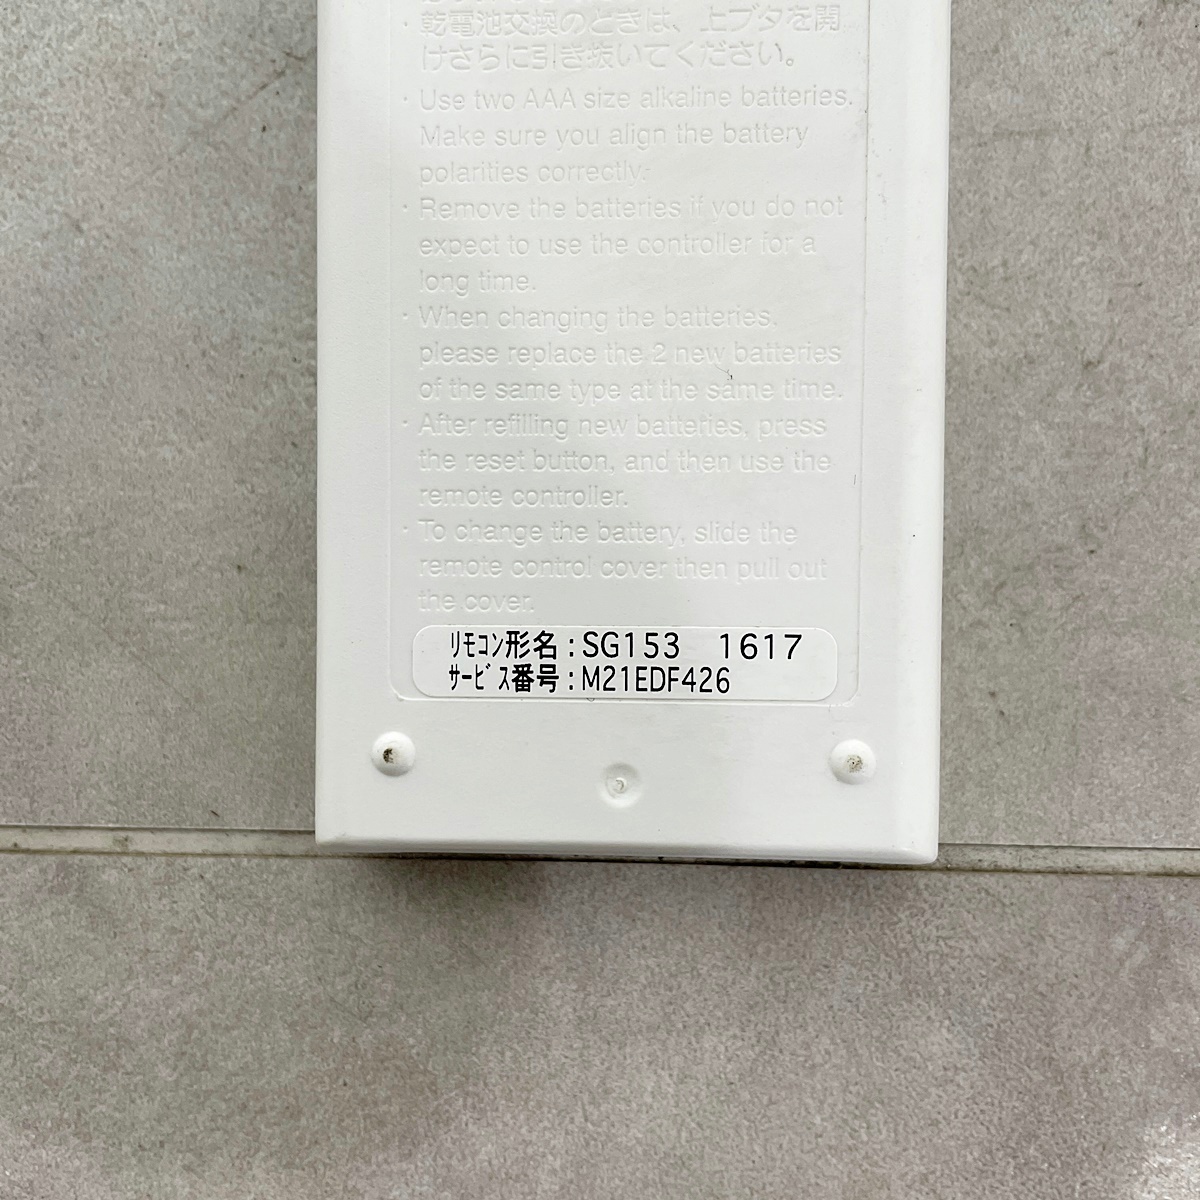 ・乾電池交換のときは、上ブタを開
けさらに引き抜いてください。
・Use two AAA size alkaline batteries.
Make sure you align the battery
polarities correctly.
・Remove the batteries if you do not
expect to use the controller for a
long time.
・When changing the batteries,
please replace the 2 new batteries
of the same type at the same time.
・After refilling new batteries, press
the reset button, and then use the
remote controller.
・To change the battery, slide the
remote control cover then pull out
the cover.
ﾘﾓｺﾝ形名:SG153 1617
ｻｰﾋﾞｽ番号:M21EDF426